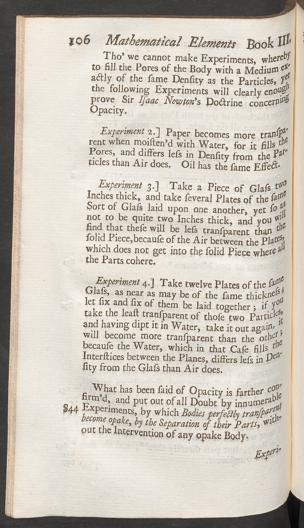 106 Mathematical Elements Book III.
Tho' we cannot make Experiments, whereby
to fill the Pores of the Body with a Medium ex-
actly of the same Density as the Particles, yet
the following Experiments will clearly enough
prove Sir Isaac Newton's Doctrine concerning
Opacity.
Experiment 2.] Paper becomes more transpa-
rent when moisten'd with Water, for it fills the
Pores, and differs less in Density from the Par-
ticles than Air does. Oil has the same Effect.
Experiment 3.] Take a Piece of Glass two
Inches thick, and take several Plates of the same
Sort of Glass laid upon one another, yet so as
not to be quite two Inches thick, and you will
find that these will be less transparent than the
solid Piece, because of the Air between the Plates,
which does not get into the solid Piece where all
the Parts cohere.
Experiment 4.] Take twelve Plates of the same
Glass, as near as may be of the same thickness;
let six and six of them be laid together; if you
take the least transparent of those two Particles,
and having dipt it in Water, take it out again, it
will become more transparent than the other;
because the Water, which in that Case fills the
Interstices between the Planes, differs less in Den-
sity from the Glass than Air does.
What has been said of Opacity is farther con-
firm'd, and put out of all Doubt by innumerable
844 Experiments, by which Bodies perfectly transparent
become opake, by the Separation of their Parts, with-
out the Intervention of any opake Body.
Experi-